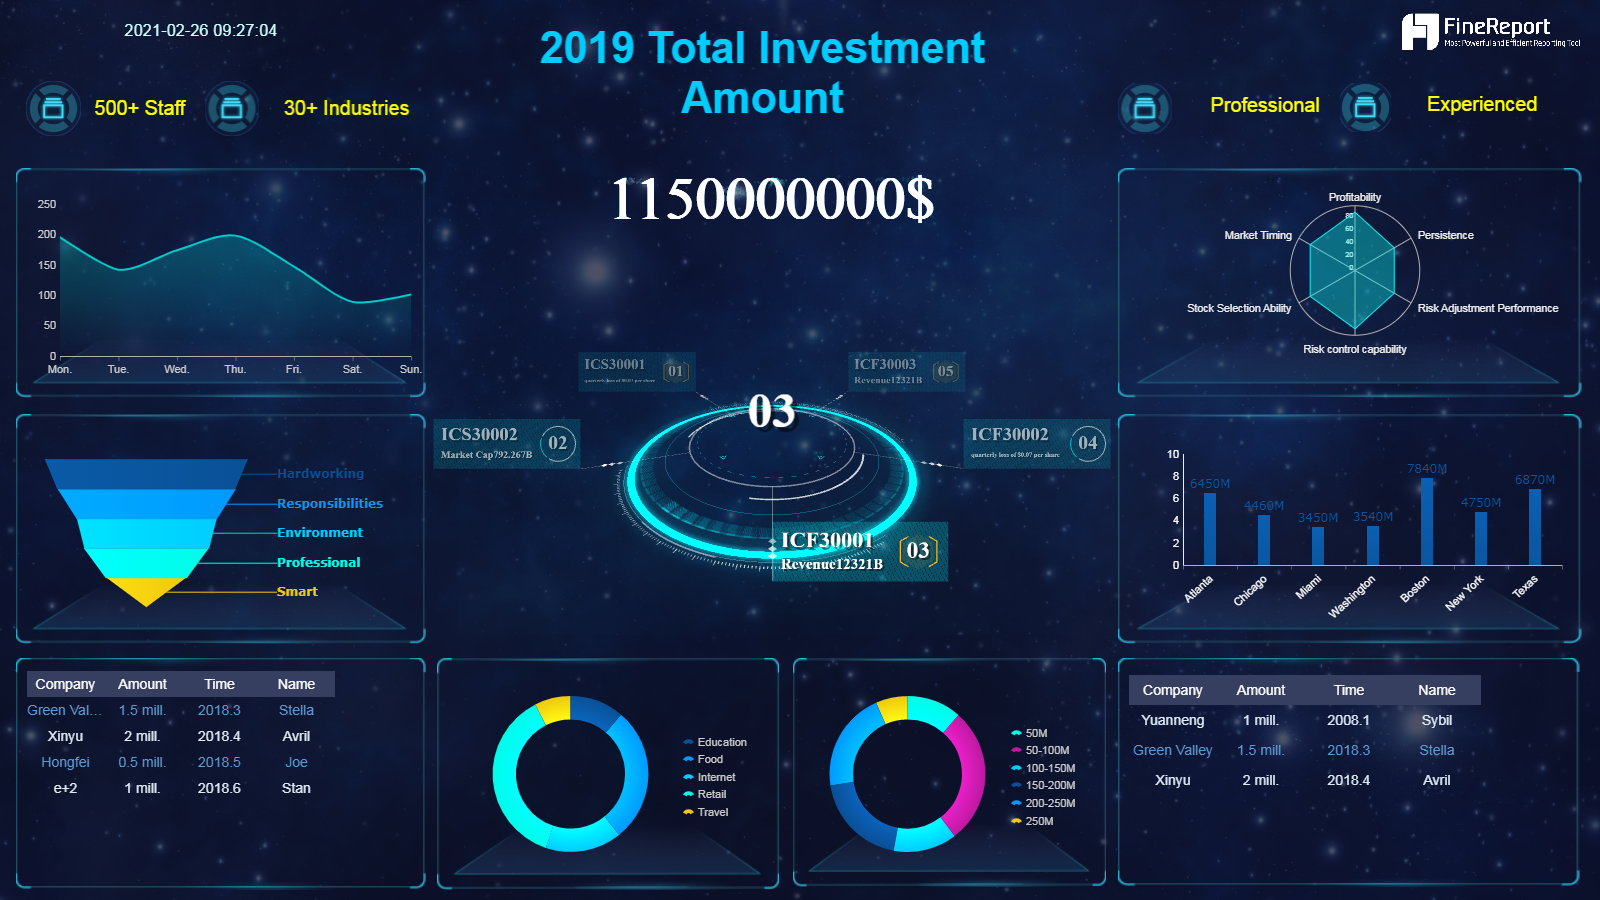 2021-02-26 09:27:04
2019 Total Investment
Amount
FineReport
Most Powerful and Efficient Reporting Tool
500+ Staff
30+ Industries
Professional
Experienced
1150000000$
250
200
150
100
50
0
Mon. Tue. Wed. Thu. Fri. Sat. Sun.
Profitability
Persistence
Risk Adjustment Performance
Risk control capability
Stock Selection Ability
Market Timing
80
60
40
20
0
ICS30001
quarterly loss of $0.07 per share
01
ICF30003
Revenue12321B
05
03
ICS30002
Market Cap792.267B
02
ICF30002
quarterly loss of $0.07 per share
04
ICF30001
Revenue12321B
03
Hardworking
Responsibilities
Environment
Professional
Smart
10
8
6
4
2
0
6450M 4460M 3450M 3540M 7840M 4750M 6870M
Atlanta Chicago Miami Washington Boston New York Texas
Company Amount Time Name
Green Val... 1.5 mill. 2018.3 Stella
Xinyu 2 mill. 2018.4 Avril
Hongfei 0.5 mill. 2018.5 Joe
e+2 1 mill. 2018.6 Stan
Education
Food
Internet
Retail
Travel
50M
50-100M
100-150M
150-200M
200-250M
250M
Company Amount Time Name
Yuanneng 1 mill. 2008.1 Sybil
Green Valley 1.5 mill. 2018.3 Stella
Xinyu 2 mill. 2018.4 Avril